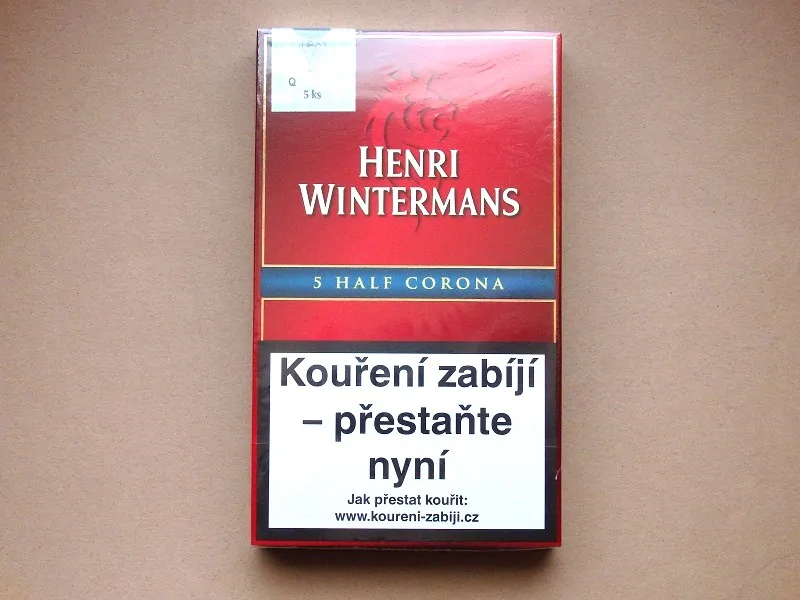 Q
5 ks
HENRI
WINTERMANS
5 HALF CORONA
Kouření zabíjí
– přestaňte
nyní
Jak přestat kouřit:
www.koureni-zabiji.cz